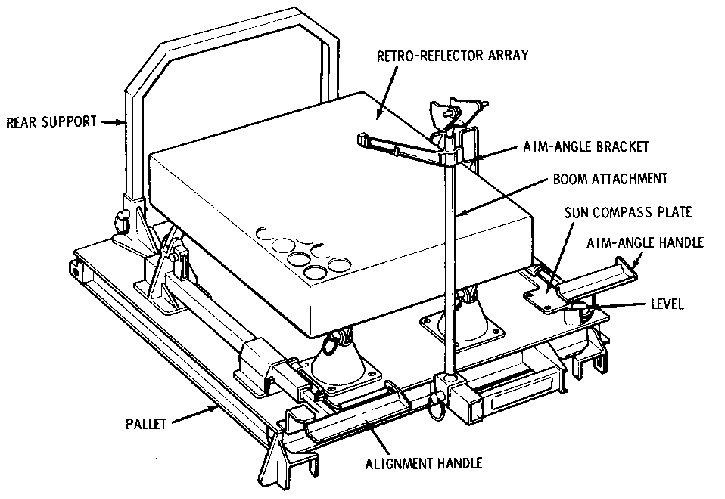 RETRO-REFLECTOR ARRAY
REAR SUPPORT
AIM-ANGLE BRACKET
BOOM ATTACHMENT
SUN COMPASS PLATE
AIM-ANGLE HANDLE
LEVEL
PALLET
ALIGNMENT HANDLE